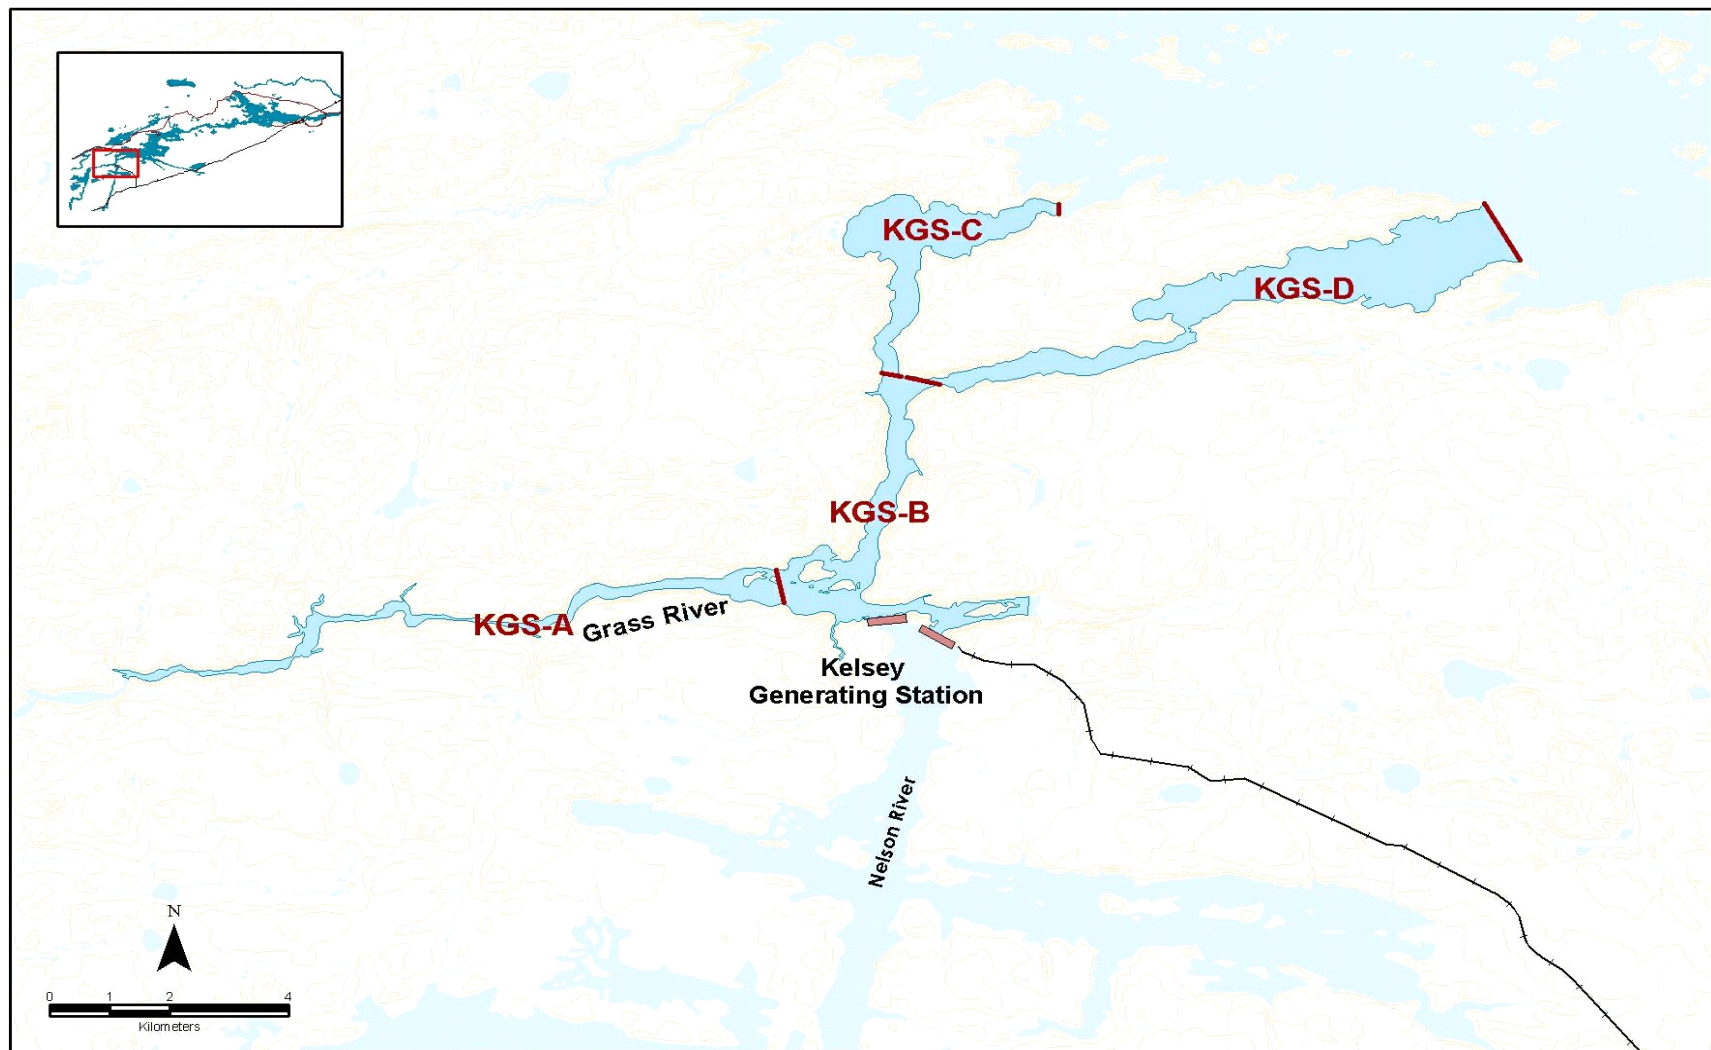 KGS-C
KGS-D
KGS-B
KGS-A
Grass River
Kelsey
Generating Station
Nelson River
N
0 1 2 4
Kilometers